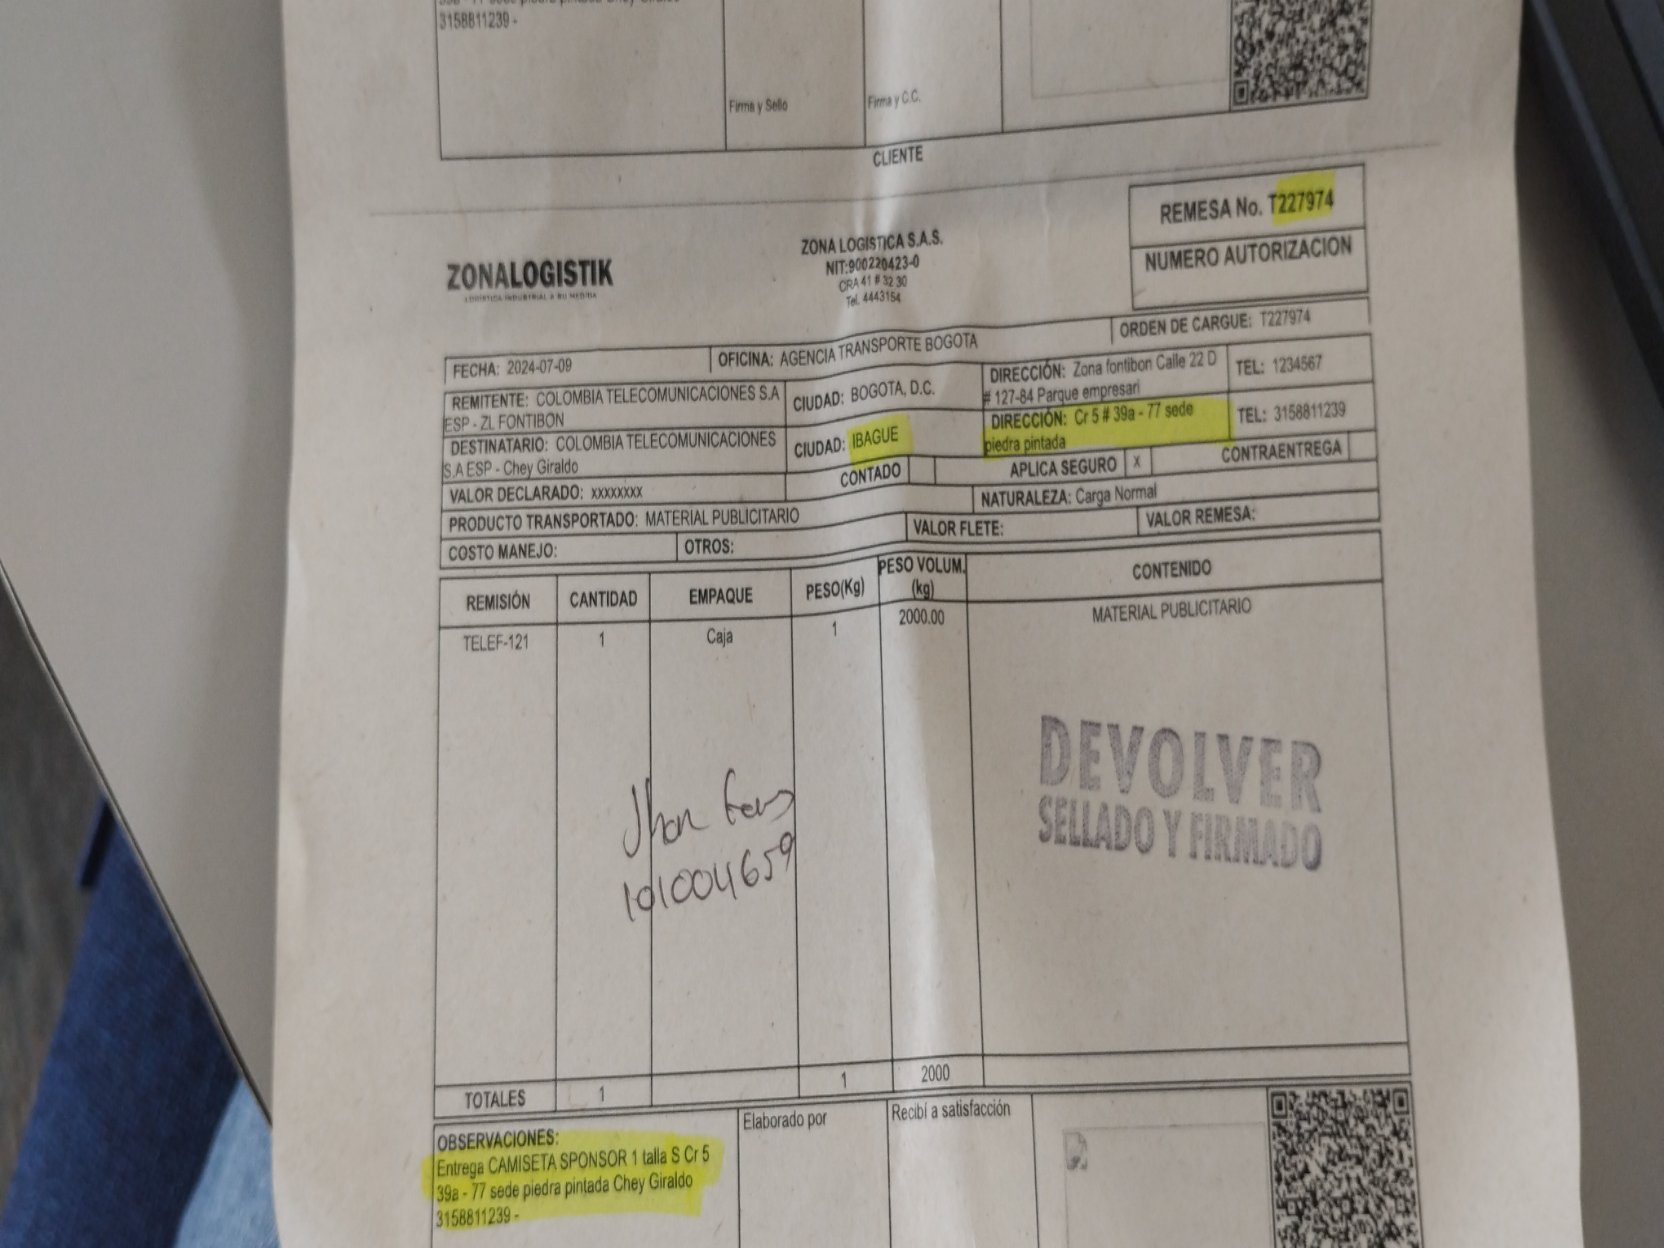 3158811239 -
Firma y Sello
Firma y C.C.
CLIENTE
REMESA No. T227974
NUMERO AUTORIZACION
ZONALOGISTIK
LOGÍSTICA INDUSTRIAL A SU MEDIDA
ZONA LOGISTICA S.A.S.
NIT:900220423-0
CRA 41 # 32 30
Tel. 4443154
ORDEN DE CARGUE: T227974
FECHA: 2024-07-09
OFICINA: AGENCIA TRANSPORTE BOGOTA
REMITENTE: COLOMBIA TELECOMUNICACIONES S.A
ESP - ZL FONTIBON
CIUDAD: BOGOTA, D.C.
DIRECCIÓN: Zona fontibon Calle 22 D
# 127-84 Parque empresari
TEL: 1234567
DESTINATARIO: COLOMBIA TELECOMUNICACIONES
S.A ESP - Chey Giraldo
CIUDAD: IBAGUE
DIRECCIÓN: Cr 5 # 39a - 77 sede
piedra pintada
TEL: 3158811239
VALOR DECLARADO: xxxxxxxx
CONTADO
APLICA SEGURO X
CONTRAENTREGA
PRODUCTO TRANSPORTADO: MATERIAL PUBLICITARIO
NATURALEZA: Carga Normal
COSTO MANEJO:
OTROS:
VALOR FLETE:
VALOR REMESA:
REMISIÓN CANTIDAD EMPAQUE PESO(Kg) PESO VOLUM. (kg) CONTENIDO
TELEF-121 1 Caja 1 2000.00 MATERIAL PUBLICITARIO
DEVOLVER
SELLADO Y FIRMADO
Jhon
101004659
TOTALES 1 1 2000
OBSERVACIONES:
Entrega CAMISETA SPONSOR 1 talla S Cr 5
39a - 77 sede piedra pintada Chey Giraldo
3158811239 -
Elaborado por
Recibí a satisfacción